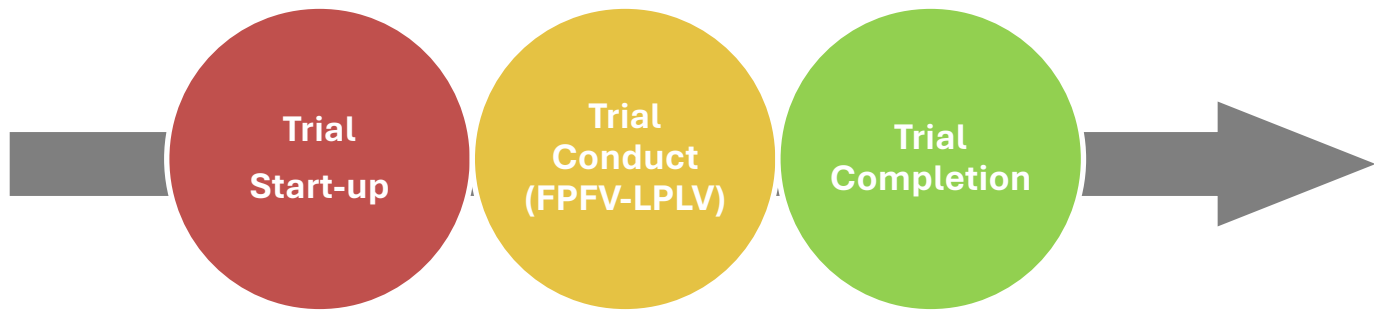 Trial
Start-up
Trial
Conduct
(FPFV-LPLV)
Trial
Completion